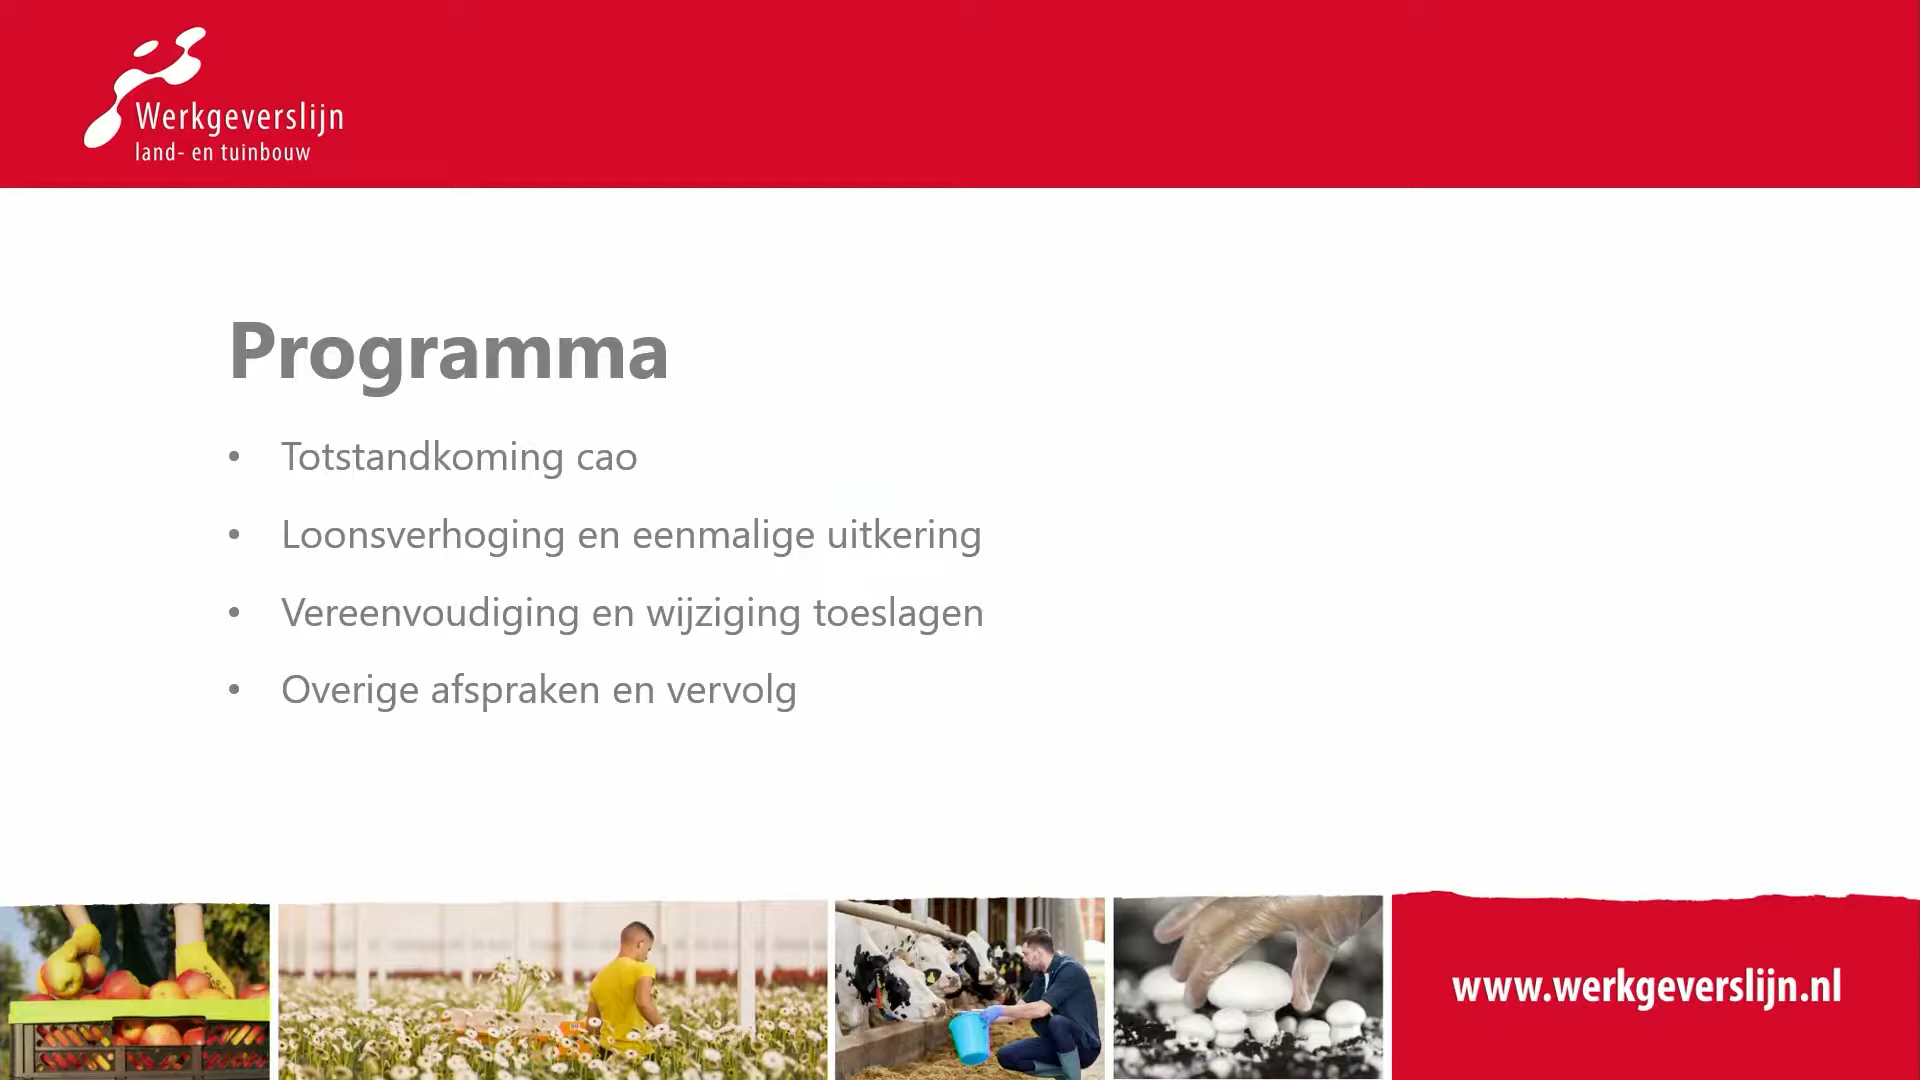 Werkgeverslijn
land- en tuinbouw
Programma
• Totstandkoming cao
• Loonsverhoging en eenmalige uitkering
• Vereenvoudiging en wijziging toeslagen
• Overige afspraken en vervolg
www.werkgeverslijn.nl